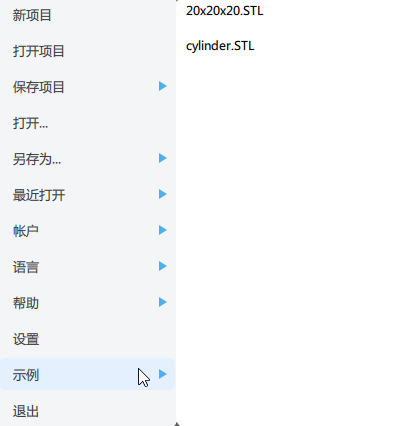 新项目
打开项目
保存项目
打开...
另存为...
最近打开
帐户
语言
帮助
设置
示例
退出
20x20x20.STL
cylinder.STL